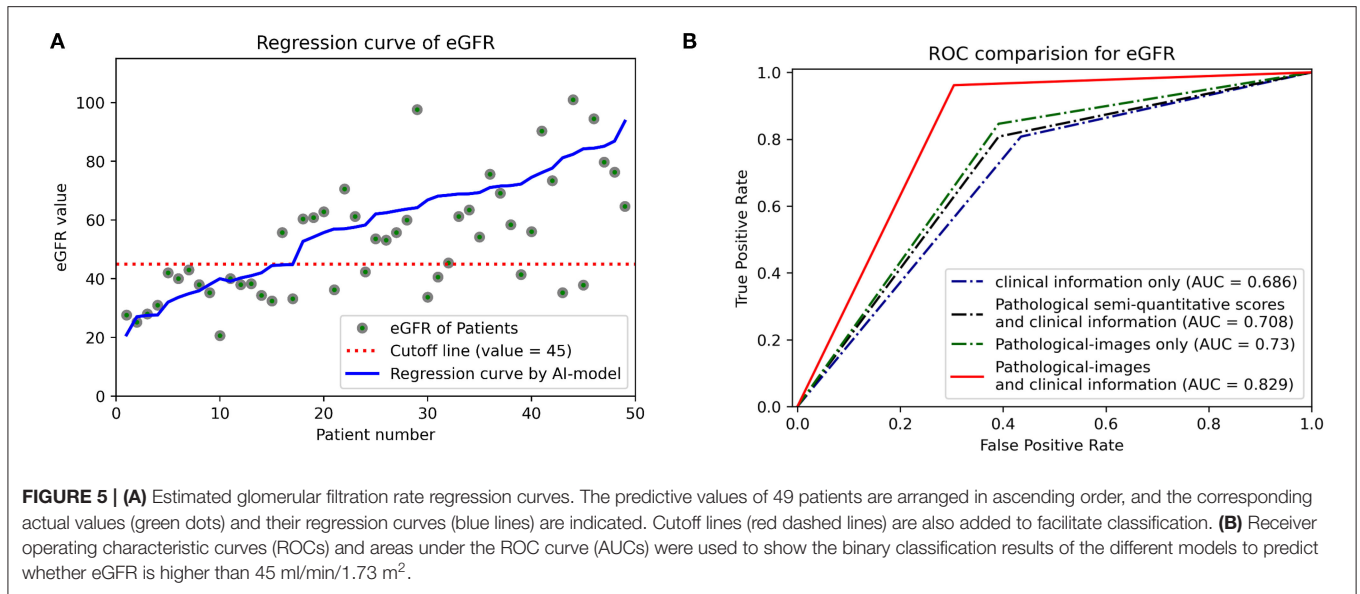 A
Regression curve of eGFR
eGFR value
100
80
60
40
20
0
0 10 20 30 40 50
Patient number
eGFR of Patients
Cutoff line (value = 45)
Regression curve by AI-model
B
ROC comparision for eGFR
True Positive Rate
1.0
0.8
0.6
0.4
0.2
0.0
0.0 0.2 0.4 0.6 0.8 1.0
False Positive Rate
clinical information only (AUC = 0.686)
Pathological semi-quantitative scores
and clinical information (AUC = 0.708)
Pathological-images only (AUC = 0.73)
Pathological-images
and clinical information (AUC = 0.829)
FIGURE 5 | (A) Estimated glomerular filtration rate regression curves. The predictive values of 49 patients are arranged in ascending order, and the corresponding
actual values (green dots) and their regression curves (blue lines) are indicated. Cutoff lines (red dashed lines) are also added to facilitate classification. (B) Receiver
operating characteristic curves (ROCs) and areas under the ROC curve (AUCs) were used to show the binary classification results of the different models to predict
whether eGFR is higher than 45 ml/min/1.73 m².